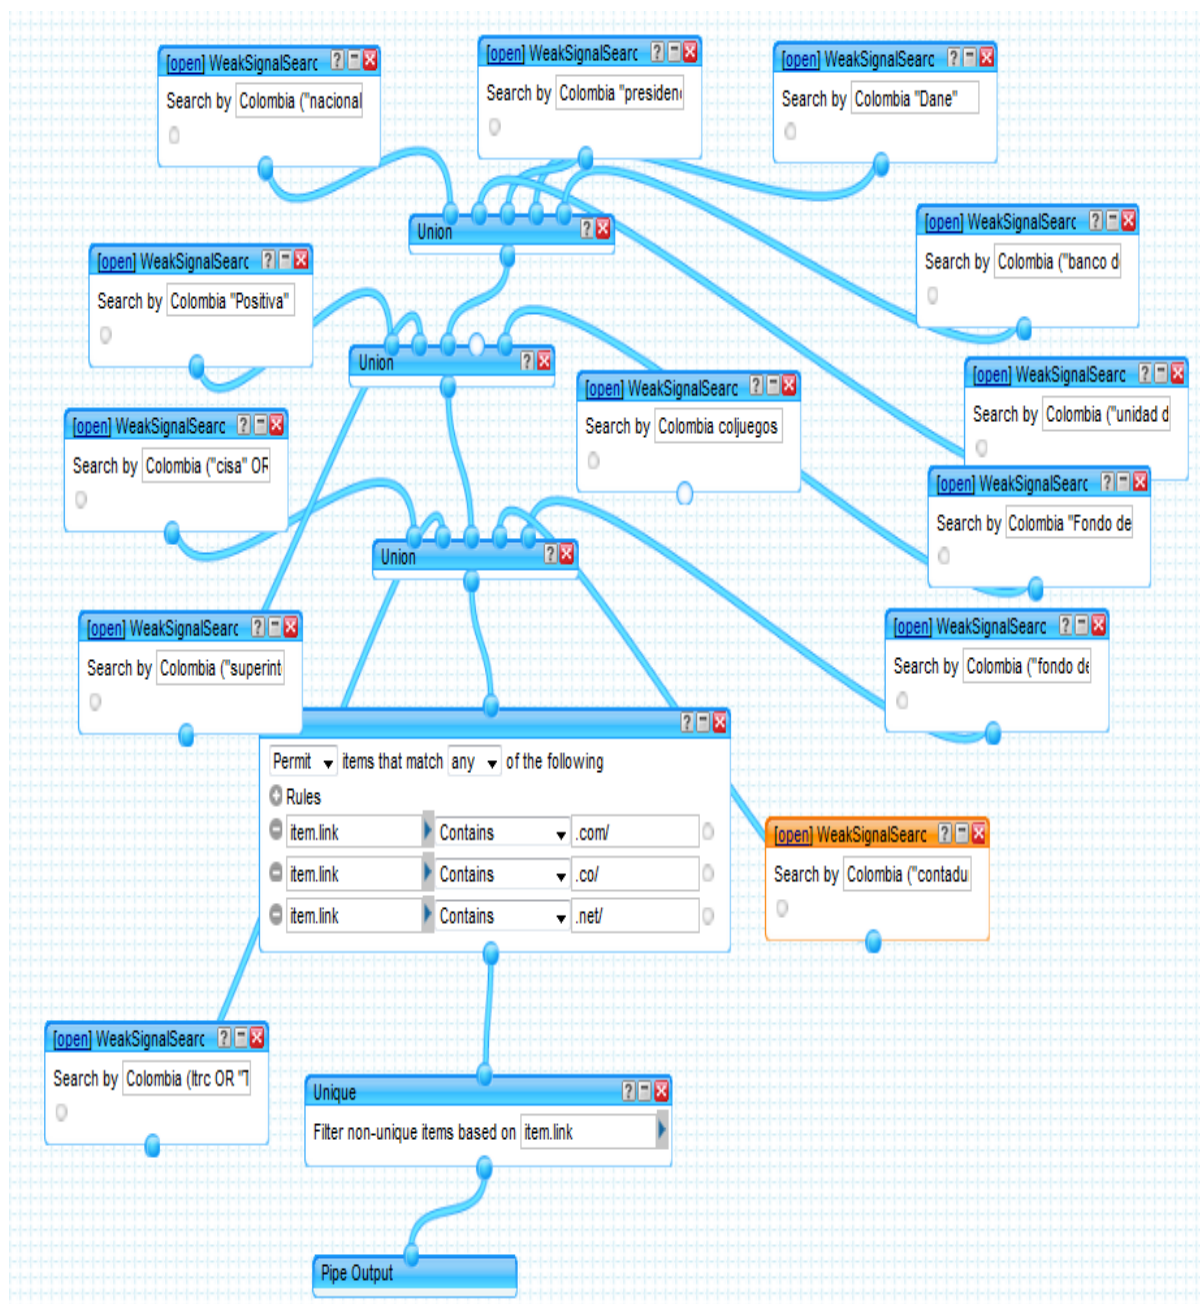 [open] WeakSignalSearc
Search by Colombia ("nacional
[open] WeakSignalSearc
Search by Colombia "presiden
[open] WeakSignalSearc
Search by Colombia "Dane"
Union
[open] WeakSignalSearc
Search by Colombia ("banco d
[open] WeakSignalSearc
Search by Colombia "Positiva"
Union
[open] WeakSignalSearc
Search by Colombia coljuegos
[open] WeakSignalSearc
Search by Colombia ("unidad d
[open] WeakSignalSearc
Search by Colombia ("cisa" OR
[open] WeakSignalSearc
Search by Colombia "Fondo de
Union
[open] WeakSignalSearc
Search by Colombia ("superint
[open] WeakSignalSearc
Search by Colombia ("fondo de
Permit items that match any of the following
Rules
item.link Contains .com/
item.link Contains .co/
item.link Contains .net/
[open] WeakSignalSearc
Search by Colombia ("contadu
[open] WeakSignalSearc
Search by Colombia (ltrc OR "T
Unique
Filter non-unique items based on item.link
Pipe Output